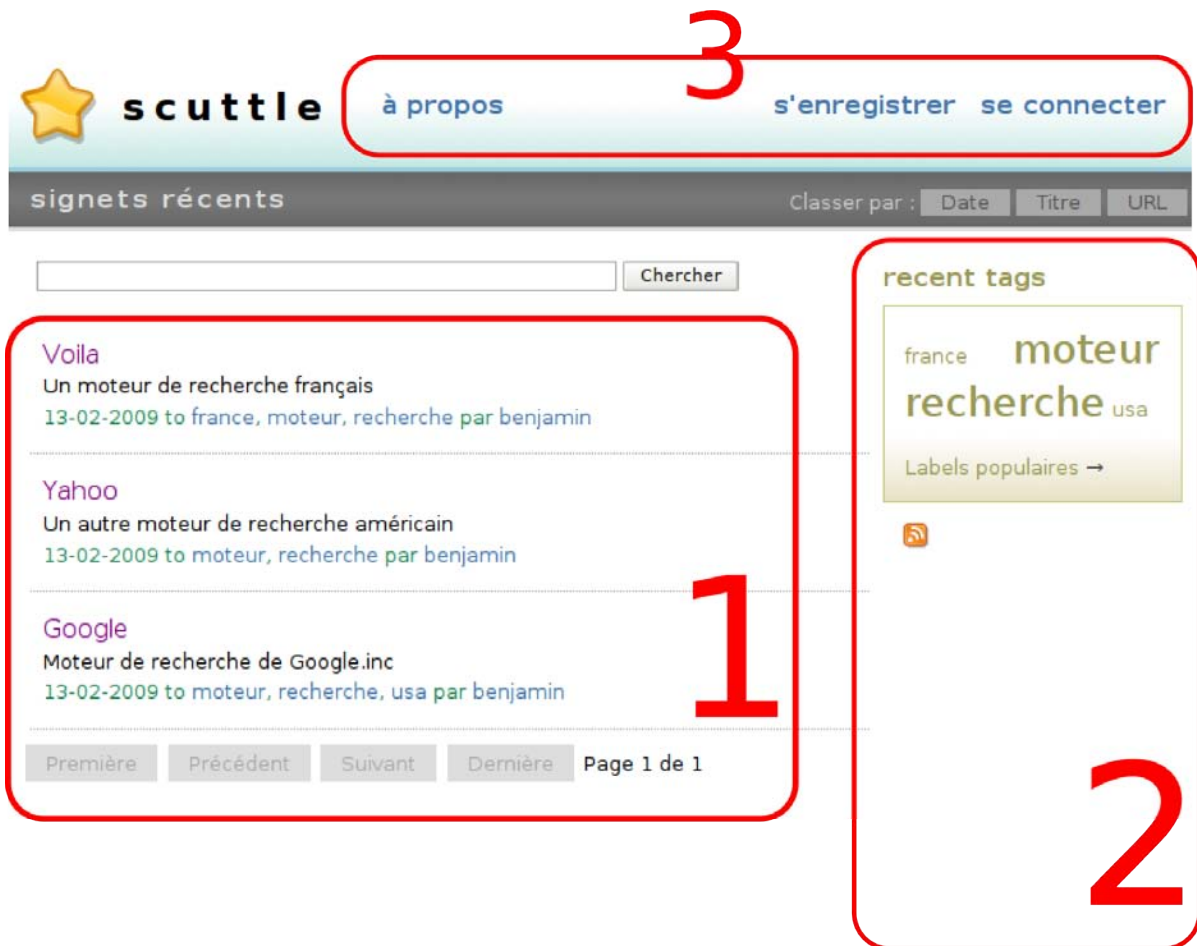 3
scuttle à propos s'enregistrer se connecter
signets récents Classer par : Date Titre URL
Chercher
Voila
Un moteur de recherche français
13-02-2009 to france, moteur, recherche par benjamin
Yahoo
Un autre moteur de recherche américain
13-02-2009 to moteur, recherche par benjamin
Google
Moteur de recherche de Google.inc
13-02-2009 to moteur, recherche, usa par benjamin
Première Précédent Suivant Dernière Page 1 de 1
1
recent tags
france moteur
recherche usa
Labels populaires →
2